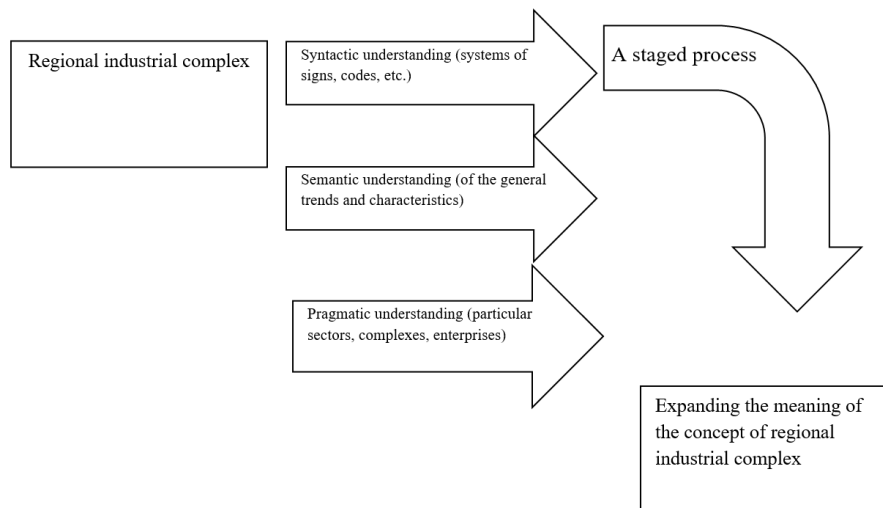 Regional industrial complex
Syntactic understanding (systems of
signs, codes, etc.)
A staged process
Semantic understanding (of the general
trends and characteristics)
Pragmatic understanding (particular
sectors, complexes, enterprises)
Expanding the meaning of
the concept of regional
industrial complex